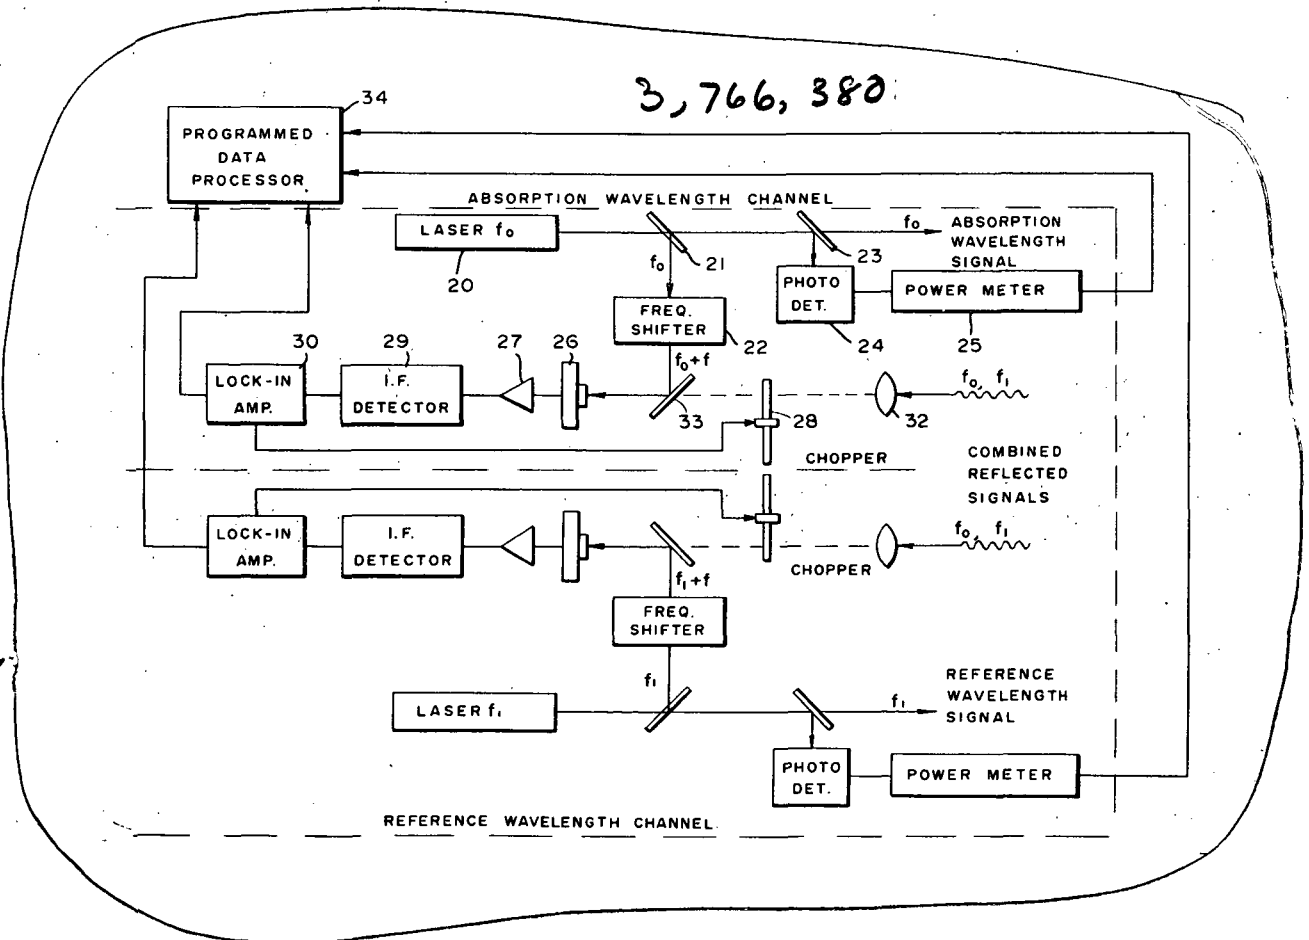 3,766,380
34
PROGRAMMED
DATA
PROCESSOR
ABSORPTION WAVELENGTH CHANNEL
LASER f₀
20
21
f₀
23
f₀
ABSORPTION
WAVELENGTH
SIGNAL
PHOTO
DET.
24
POWER METER
25
FREQ.
SHIFTER
22
f₀+f
33
30
LOCK-IN
AMP.
29
I.F.
DETECTOR
27
26
28
32
f₀, f₁
CHOPPER
COMBINED
REFLECTED
SIGNALS
LOCK-IN
AMP.
I.F.
DETECTOR
f₀, f₁
CHOPPER
f₁+f
FREQ.
SHIFTER
f₁
LASER f₁
f₁
REFERENCE
WAVELENGTH
SIGNAL
PHOTO
DET.
POWER METER
REFERENCE WAVELENGTH CHANNEL